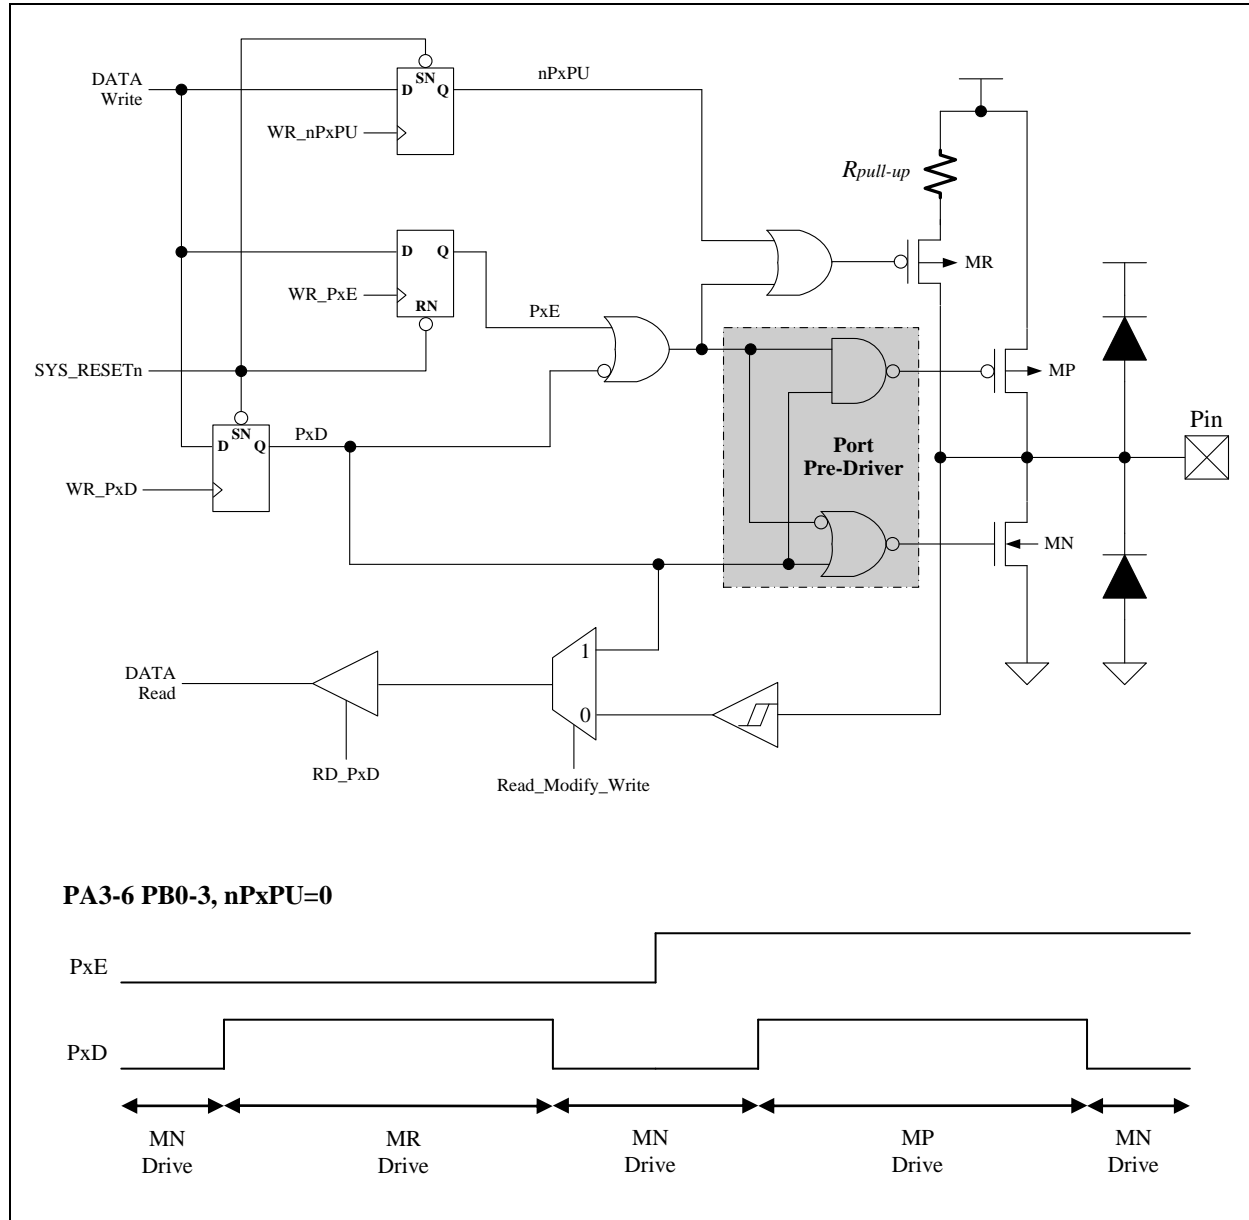 DATA
Write
SN
D
Q
nPxPU
WR_nPxPU
Rpull-up
D
Q
WR_PxE
RN
PxE
MR
SYS_RESETn
MP
SN
D
Q
PxD
WR_PxD
Port
Pre-Driver
Pin
MN
1
0
DATA
Read
RD_PxD
Read_Modify_Write
PA3-6 PB0-3, nPxPU=0
PxE
PxD
MN
Drive
MR
Drive
MN
Drive
MP
Drive
MN
Drive